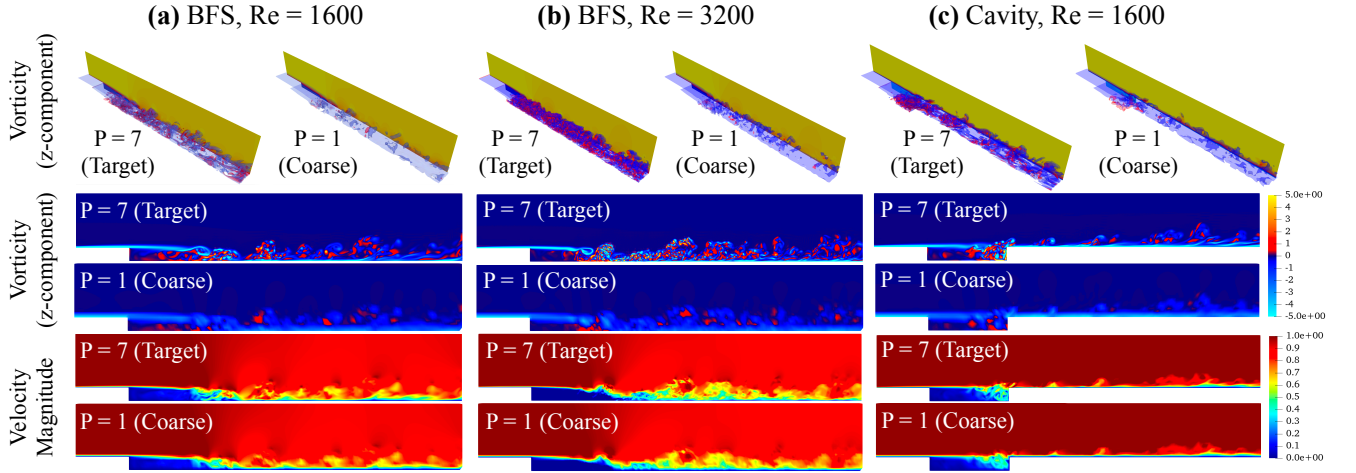 (a) BFS, Re = 1600
(b) BFS, Re = 3200
(c) Cavity, Re = 1600
Vorticity
(z-component)
P = 7
(Target)
P = 1
(Coarse)
P = 7
(Target)
P = 1
(Coarse)
P = 7
(Target)
P = 1
(Coarse)
Vorticity
(z-component)
P = 7 (Target)
P = 7 (Target)
P = 7 (Target)
P = 1 (Coarse)
P = 1 (Coarse)
P = 1 (Coarse)
5.0e+00
4
3
2
1
0
-1
-2
-3
-4
-5.0e+00
Velocity
Magnitude
P = 7 (Target)
P = 7 (Target)
P = 7 (Target)
P = 1 (Coarse)
P = 1 (Coarse)
P = 1 (Coarse)
1.0e+00
0.9
0.8
0.7
0.6
0.5
0.4
0.3
0.2
0.1
0.0e+00